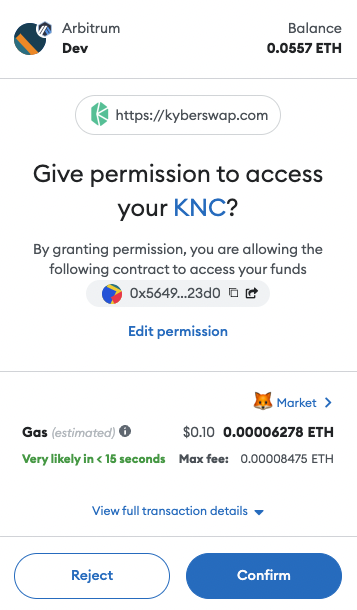 Arbitrum
Balance
Dev
0.0557 ETH
https://kyberswap.com
Give permission to access
your KNC?
By granting permission, you are allowing the
following contract to access your funds
0x5649...23d0
Edit permission
Market
Gas (estimated) $0.10 0.00006278 ETH
Very likely in < 15 seconds Max fee: 0.00008475 ETH
View full transaction details
Reject
Confirm